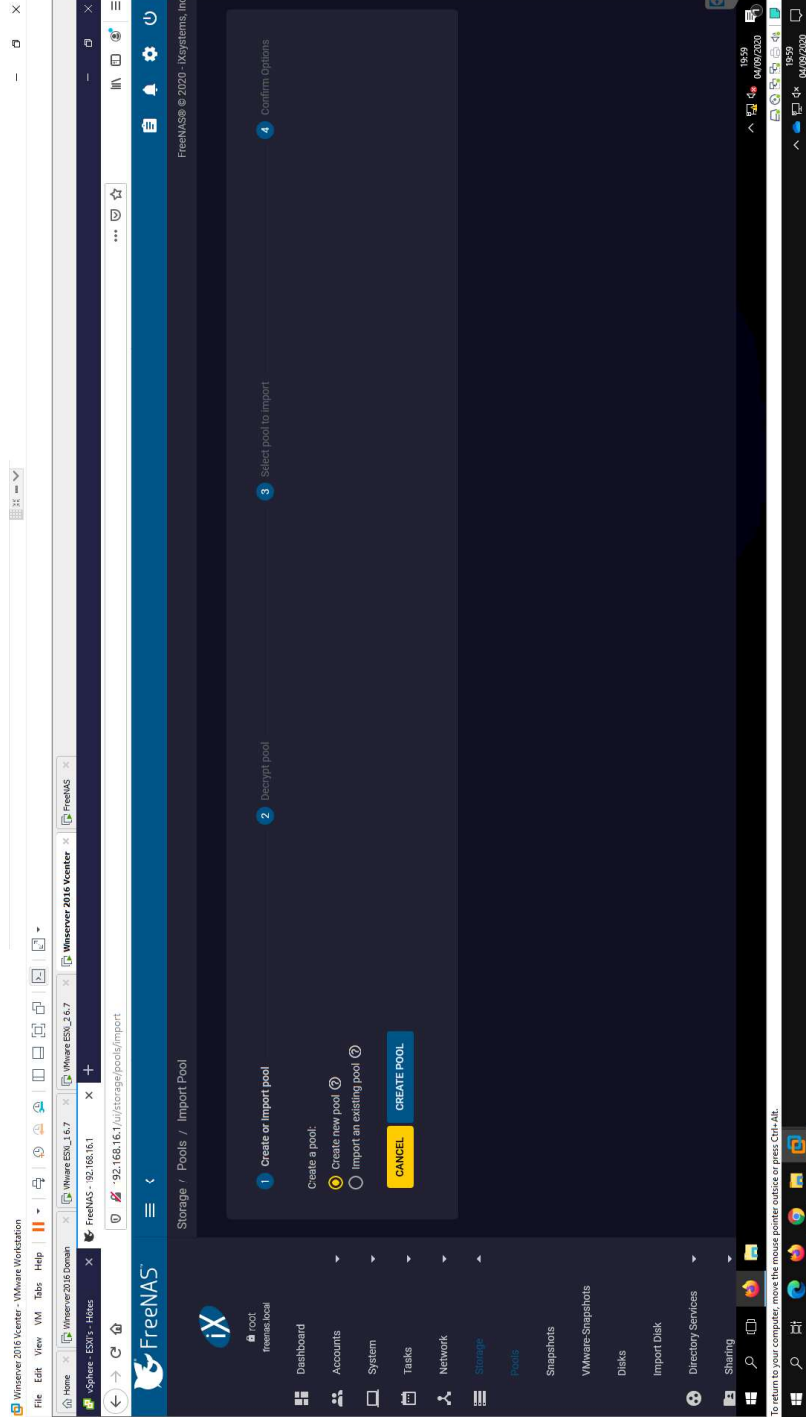 Winserver 2016 Vcenter - VMware Workstation
File Edit View VM Tabs Help
Home
Winserver2016 Domain
VMware ESXi_1 6.7
VMware ESXi_2 6.7
Winserver 2016 Vcenter
FreeNAS
vSphere - ESXi's - Hôtes
FreeNAS - 192.168.16.1
192.168.16.1/ui/storage/pools/import
FreeNAS
Storage / Pools / Import Pool
FreeNAS® © 2020 - iXsystems, Inc
iX
root
freenas.local
Dashboard
Accounts
System
Tasks
Network
Storage
Pools
Snapshots
VMware-Snapshots
Disks
Import Disk
Directory Services
Sharing
1 Create or Import pool
2 Decrypt pool
3 Select pool to import
4 Confirm Options
Create a pool:
Create new pool
Import an existing pool
CANCEL
CREATE POOL
19:59
04/09/2020
To return to your computer, move the mouse pointer outside or press Ctrl+Alt.
19:59
04/09/2020